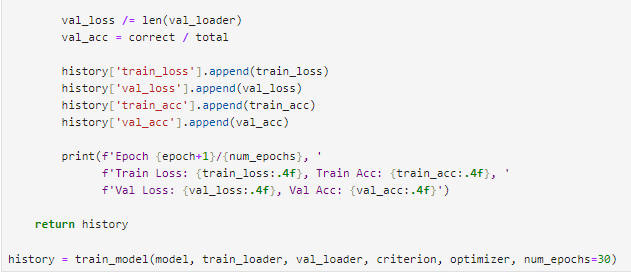 val_loss /= len(val_loader)
val_acc = correct / total
history['train_loss'].append(train_loss)
history['val_loss'].append(val_loss)
history['train_acc'].append(train_acc)
history['val_acc'].append(val_acc)
print(f'Epoch {epoch+1}/{num_epochs}, '
f'Train Loss: {train_loss:.4f}, Train Acc: {train_acc:.4f}, '
f'Val Loss: {val_loss:.4f}, Val Acc: {val_acc:.4f}')
return history
history = train_model(model, train_loader, val_loader, criterion, optimizer, num_epochs=30)